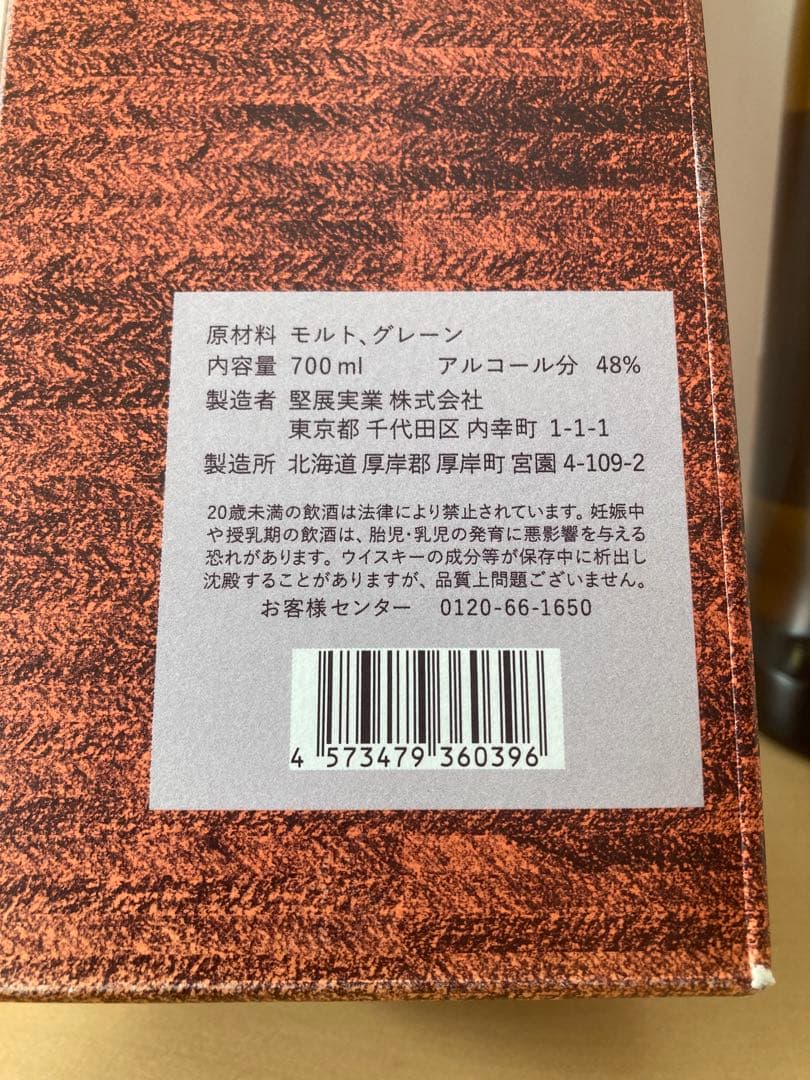 原材料 モルト、グレーン
内容量 700ml アルコール分 48%
製造者 堅展実業 株式会社
東京都 千代田区 内幸町 1-1-1
製造所 北海道 厚岸郡 厚岸町 宮園 4-109-2
20歳未満の飲酒は法律により禁止されています。妊娠中
や授乳期の飲酒は、胎児・乳児の発育に悪影響を与える
恐れがあります。ウイスキーの成分等が保存中に析出し
沈殿することがありますが、品質上問題ございません。
お客様センター 0120-66-1650
4 573479 360396